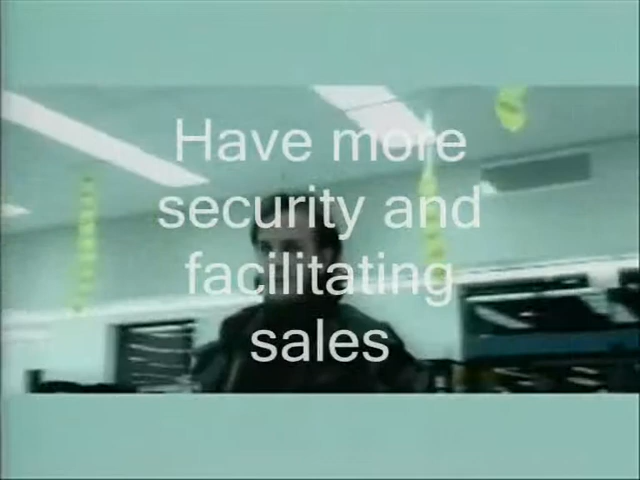 Have more
security and
facilitating
sales